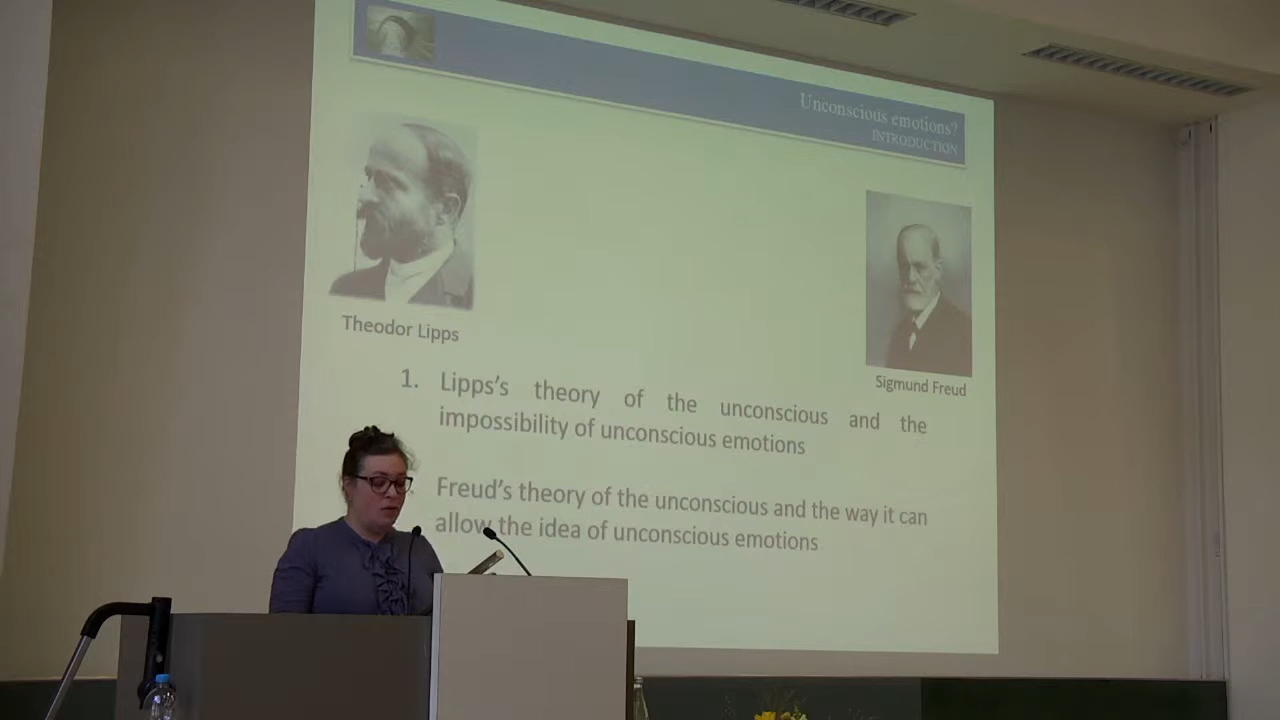 Unconscious emotions?
INTRODUCTION
Theodor Lipps
Sigmund Freud
1. Lipps's theory of the unconscious and the
impossibility of unconscious emotions
Freud's theory of the unconscious and the way it can
allow the idea of unconscious emotions